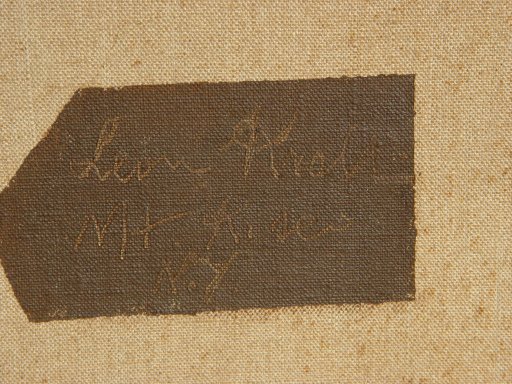 Leon Kroll
Mt. Kisco
N.Y